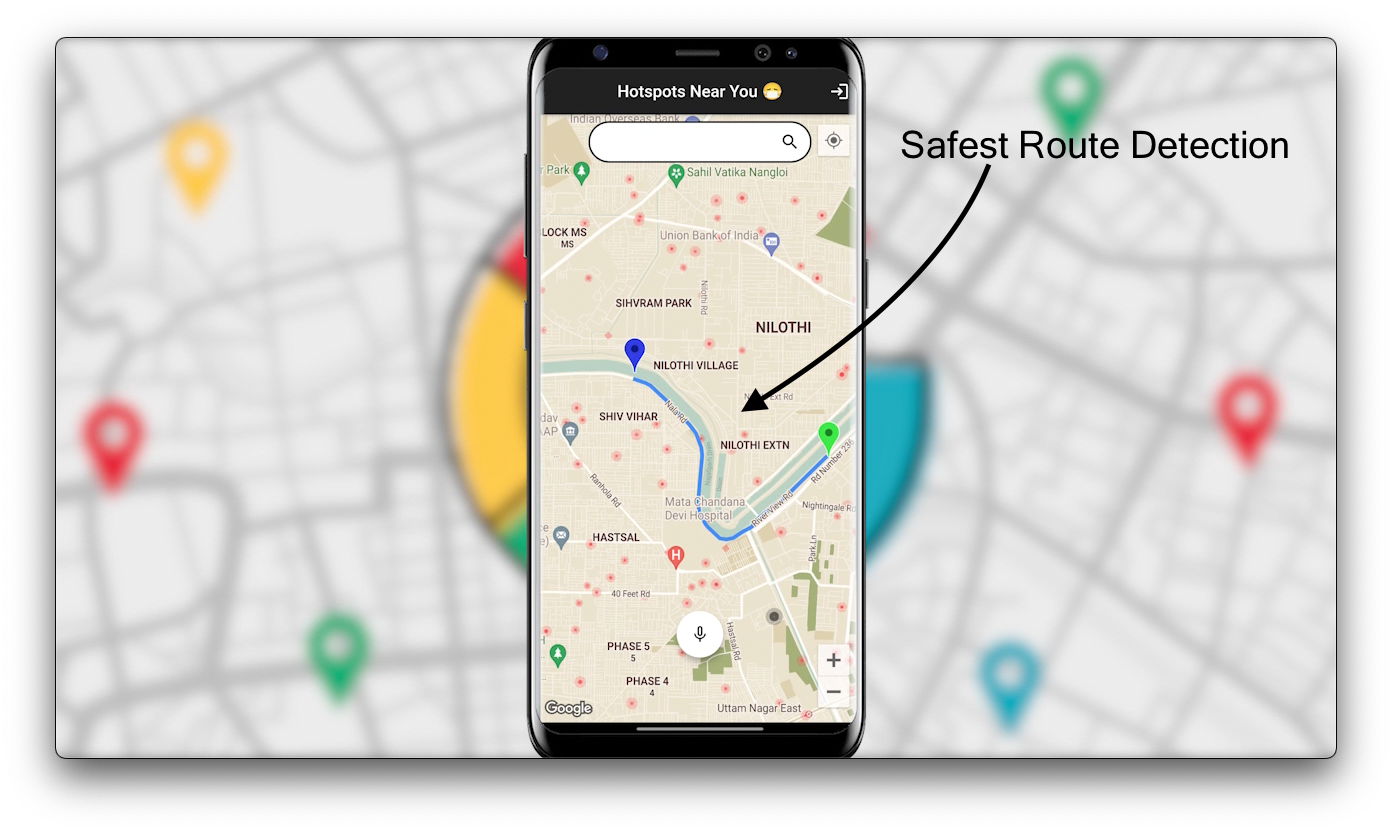 Hotspots Near You 😷
Safest Route Detection
Indian Overseas Bank
r Park
Sahil Vatika Nangloi
LOCK MS
MS
Union Bank of India
Nilothi Rd
SIHVRAM PARK
NILOTHI
NILOTHI VILLAGE
Ext Rd
SHIV VIHAR
Nala Rd
dav
AAP
NILOTHI EXTN
Rd Number 236
Ranhola Rd
Mata Chandana
Devi Hospital
River View Rd
Nightingale Rd
HASTSAL
H
Park Ln
40 Feet Rd
Hastsal Rd
PHASE 5
5
PHASE 4
4
+
−
Google
Uttam Nagar East